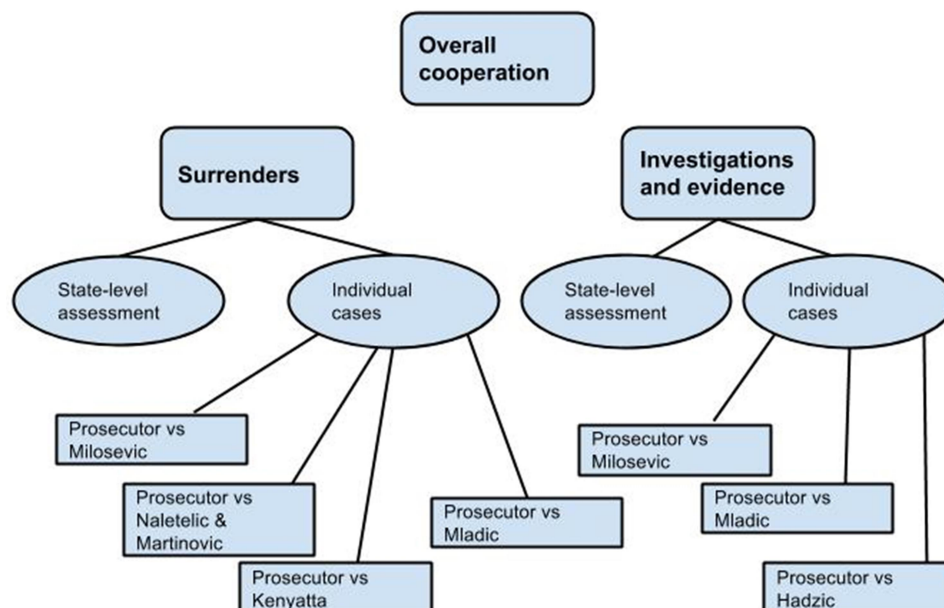 Overall
cooperation
Surrenders
Investigations
and evidence
State-level
assessment
Individual
cases
State-level
assessment
Individual
cases
Prosecutor vs
Milosevic
Prosecutor vs
Naletelic &
Martinovic
Prosecutor vs
Kenyatta
Prosecutor vs
Mladic
Prosecutor vs
Milosevic
Prosecutor vs
Mladic
Prosecutor vs
Hadzic